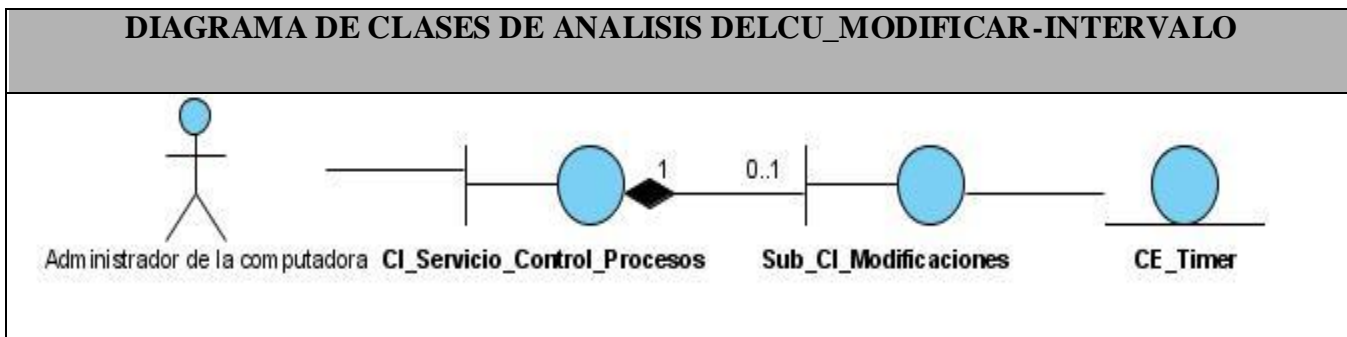 DIAGRAMA DE CLASES DE ANALISIS DELCU_MODIFICAR-INTERVALO
1 0..1
Administrador de la computadora CI_Servicio_Control_Procesos Sub_CI_Modificaciones CE_Timer